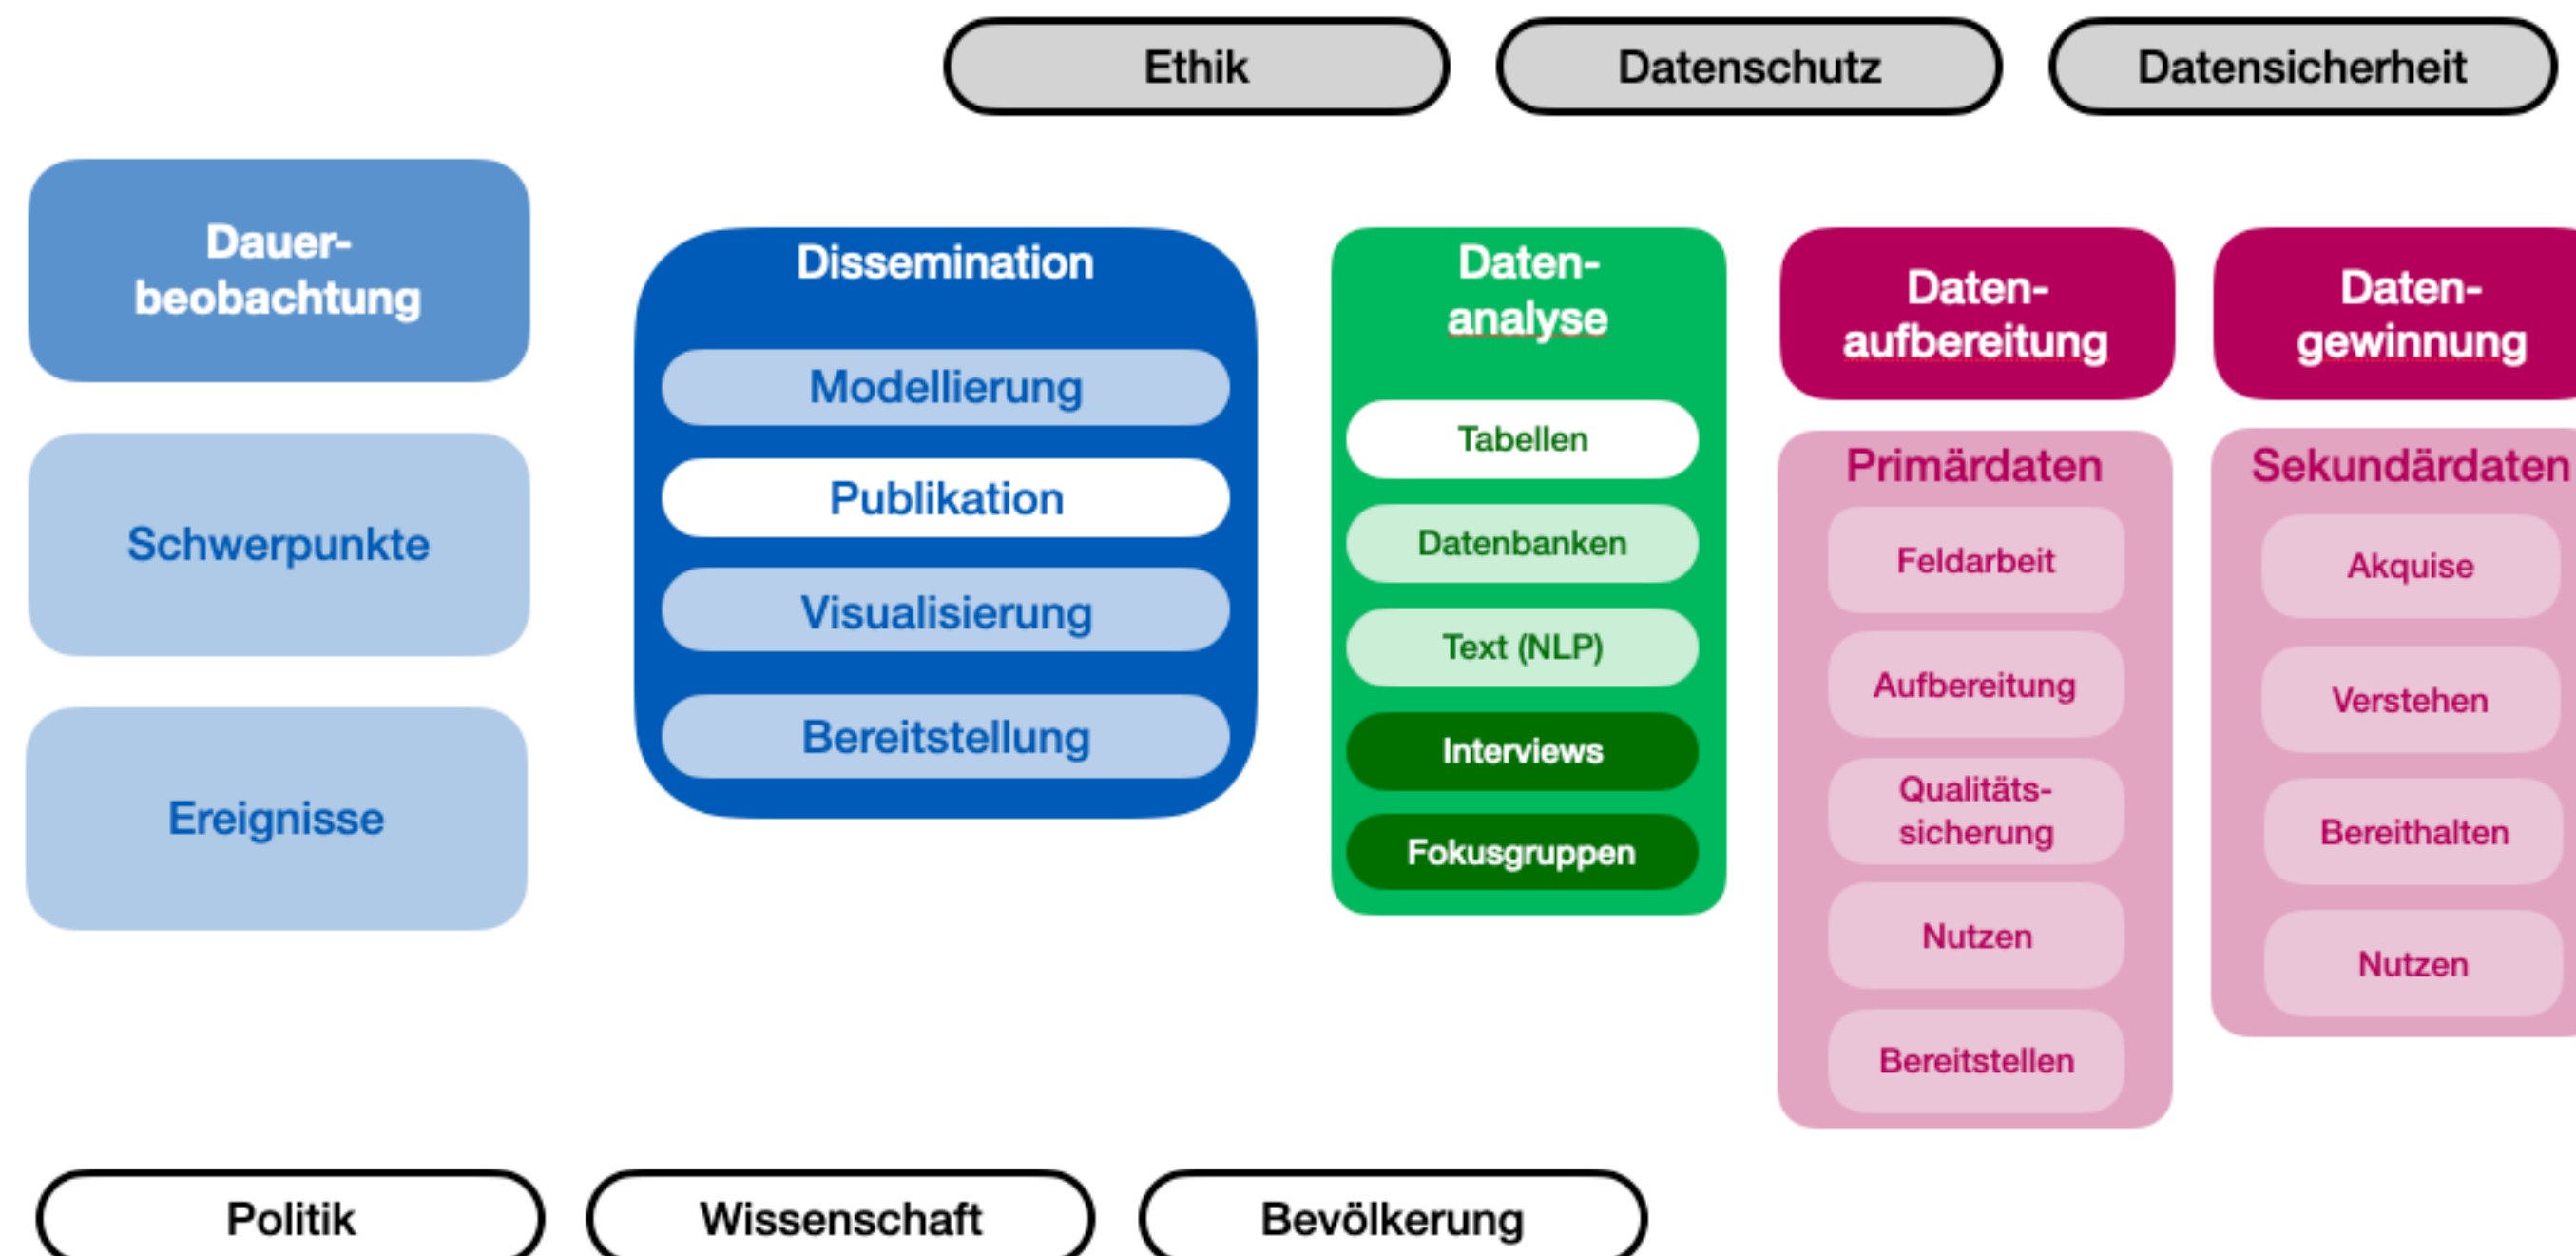 Ethik
Datenschutz
Datensicherheit
Dauer-
beobachtung
Schwerpunkte
Ereignisse
Dissemination
Modellierung
Publikation
Visualisierung
Bereitstellung
Daten-
analyse
Tabellen
Datenbanken
Text (NLP)
Interviews
Fokusgruppen
Daten-
aufbereitung
Primärdaten
Feldarbeit
Aufbereitung
Qualitäts-
sicherung
Nutzen
Bereitstellen
Daten-
gewinnung
Sekundärdaten
Akquise
Verstehen
Bereithalten
Nutzen
Politik
Wissenschaft
Bevölkerung